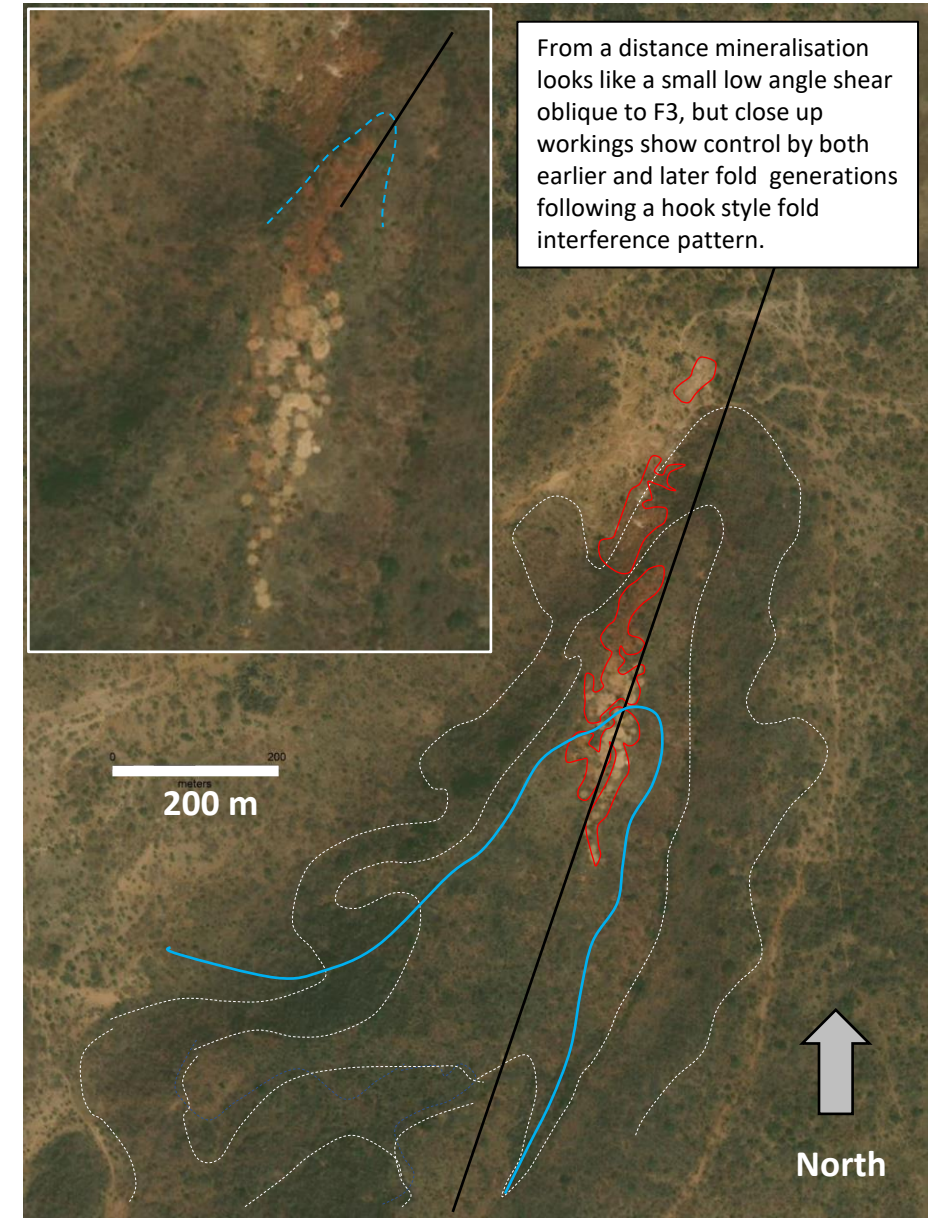 From a distance mineralisation
looks like a small low angle shear
oblique to F3, but close up
workings show control by both
earlier and later fold  generations
following a hook style fold
interference pattern.
0 200
meters
200 m
North